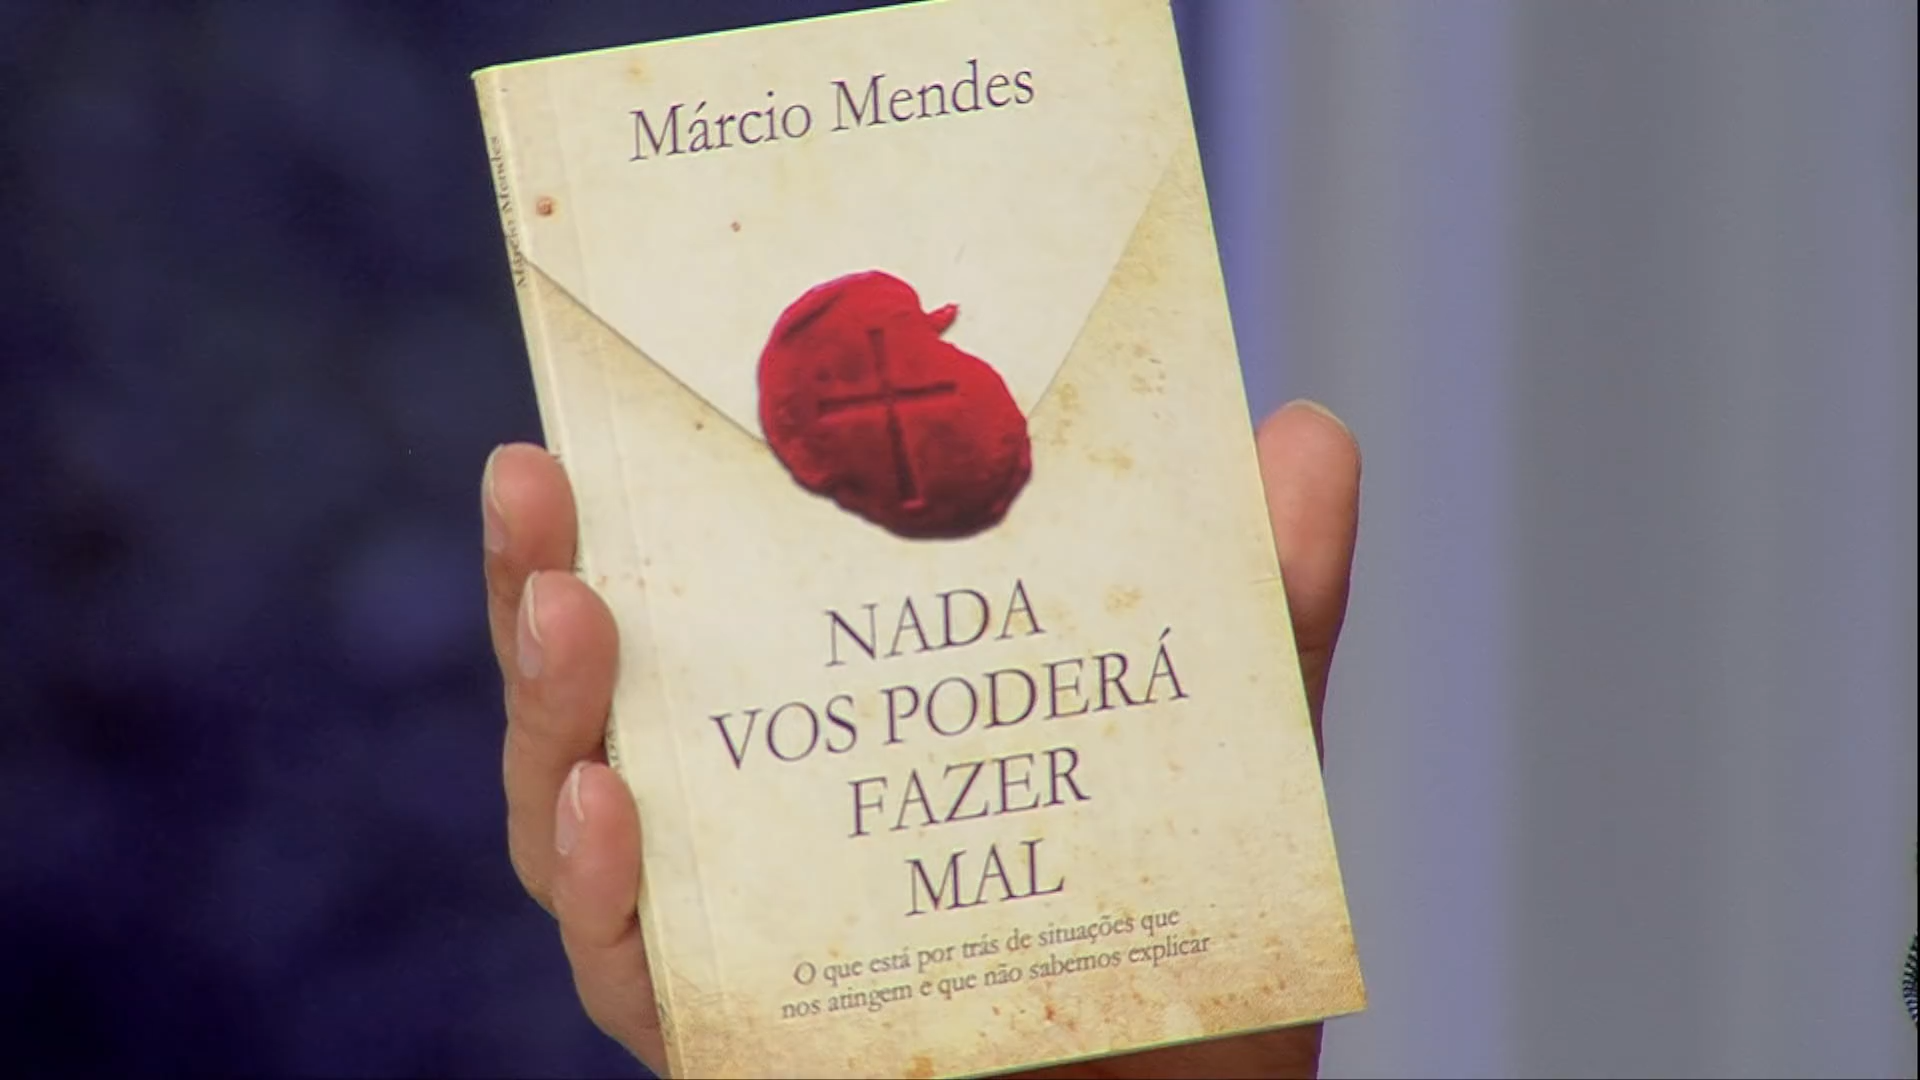 Márcio Mendes
Márcio Mendes
NADA
VOS PODERÁ
FAZER
MAL
O que está por trás de situações que
nos atingem e que não sabemos explicar